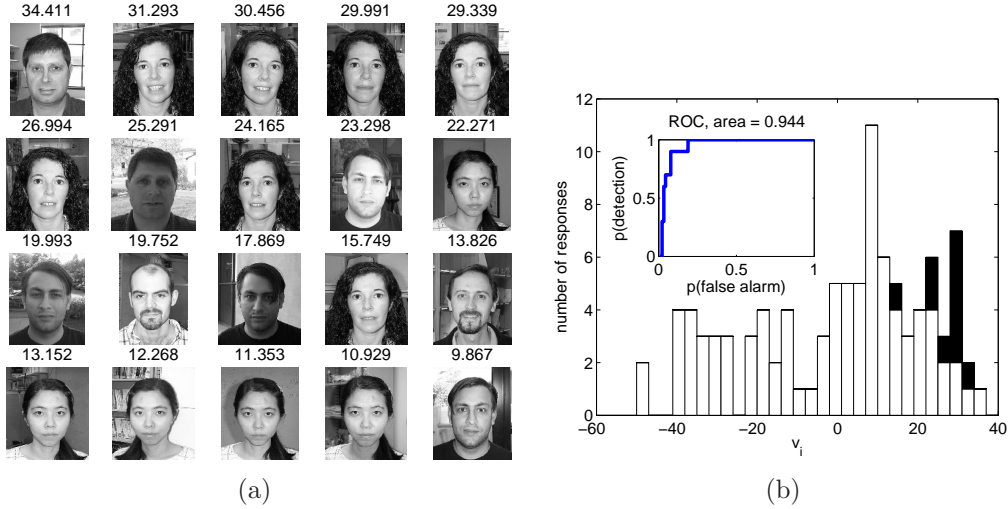 34.411 31.293 30.456 29.991 29.339
26.994 25.291 24.165 23.298 22.271
19.993 19.752 17.869 15.749 13.826
13.152 12.268 11.353 10.929 9.867
(a)
12
10
8
6
4
2
0
number of responses
−60 −40 −20 0 20 40
v_i
ROC, area = 0.944
1
0.5
0
p(detection)
0 0.5 1
p(false alarm)
(b)